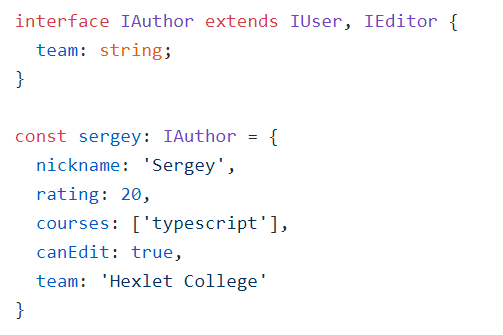 interface IAuthor extends IUser, IEditor {
  team: string;
}

const sergey: IAuthor = {
  nickname: 'Sergey',
  rating: 20,
  courses: ['typescript'],
  canEdit: true,
  team: 'Hexlet College'
}